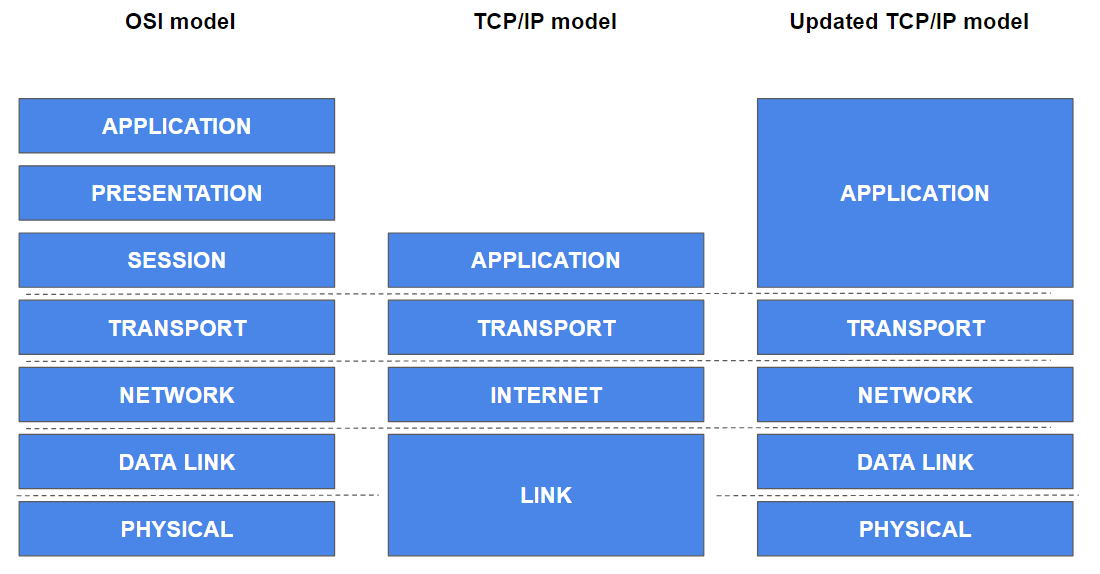 OSI model
TCP/IP model
Updated TCP/IP model
APPLICATION
PRESENTATION
SESSION
TRANSPORT
NETWORK
DATA LINK
PHYSICAL
APPLICATION
TRANSPORT
INTERNET
LINK
APPLICATION
TRANSPORT
NETWORK
DATA LINK
PHYSICAL